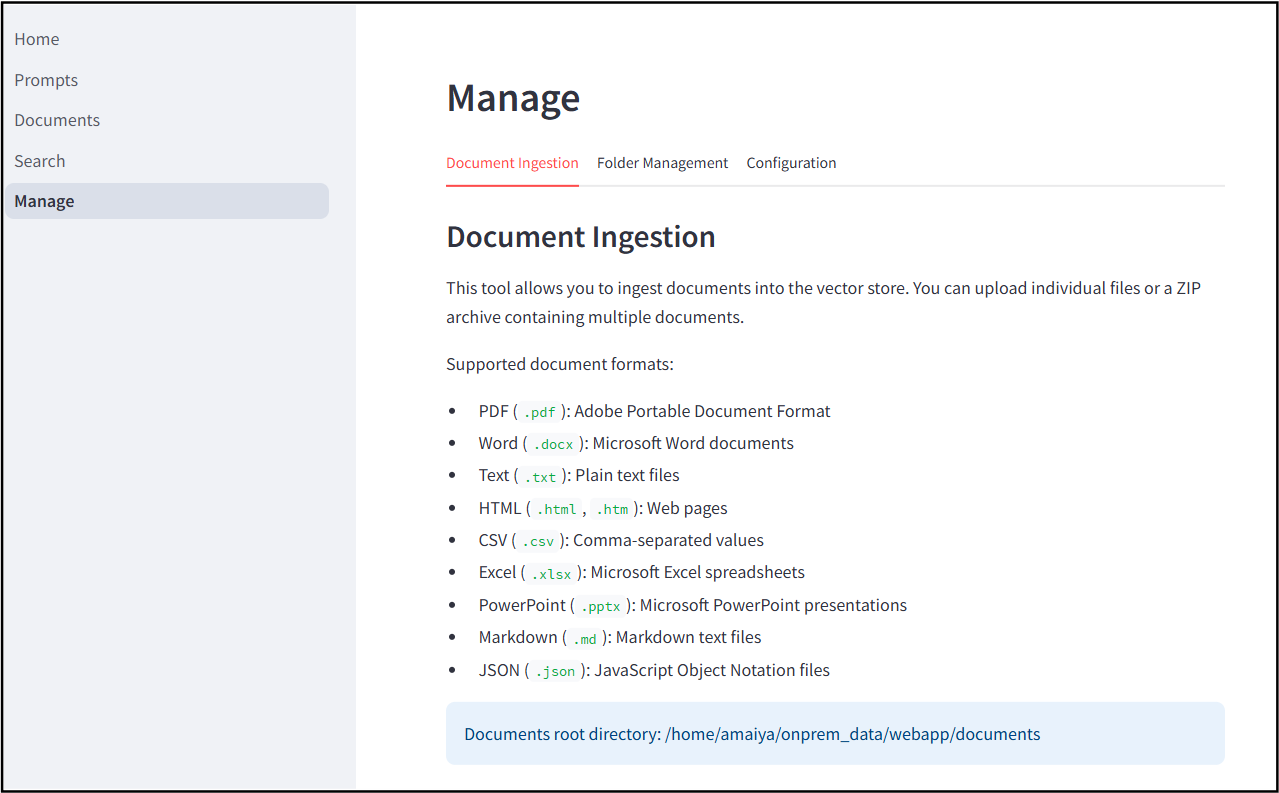 Home
Prompts
Documents
Search
Manage
Manage
Document Ingestion Folder Management Configuration
Document Ingestion
This tool allows you to ingest documents into the vector store. You can upload individual files or a ZIP
archive containing multiple documents.
Supported document formats:
• PDF ( .pdf ): Adobe Portable Document Format
• Word ( .docx ): Microsoft Word documents
• Text ( .txt ): Plain text files
• HTML ( .html , .htm ): Web pages
• CSV ( .csv ): Comma-separated values
• Excel ( .xlsx ): Microsoft Excel spreadsheets
• PowerPoint ( .pptx ): Microsoft PowerPoint presentations
• Markdown ( .md ): Markdown text files
• JSON ( .json ): JavaScript Object Notation files
Documents root directory: /home/amaiya/onprem_data/webapp/documents